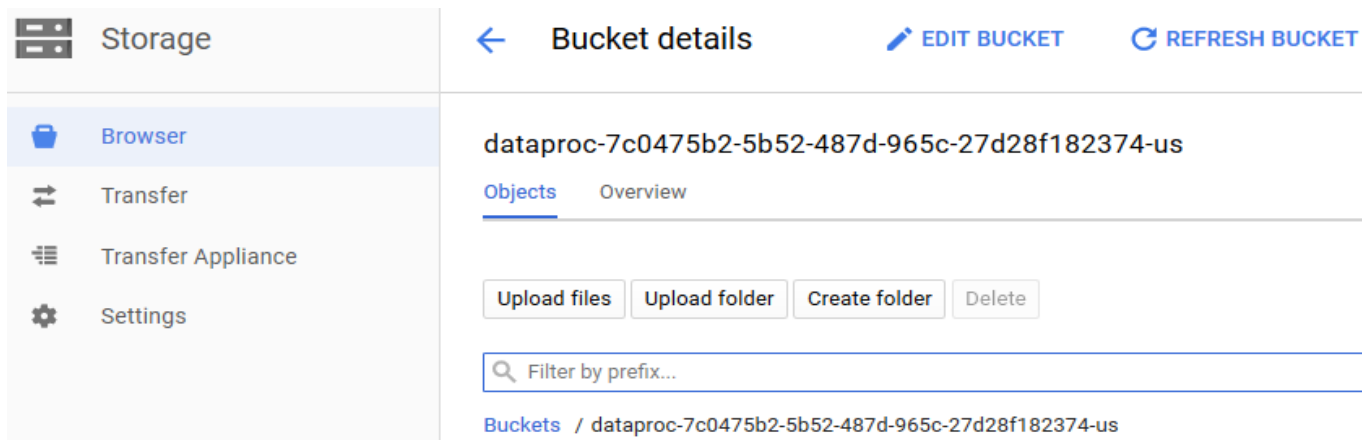 Storage
Bucket details
EDIT BUCKET
REFRESH BUCKET
Browser
Transfer
Transfer Appliance
Settings
dataproc-7c0475b2-5b52-487d-965c-27d28f182374-us
Objects Overview
Upload files Upload folder Create folder Delete
Filter by prefix...
Buckets / dataproc-7c0475b2-5b52-487d-965c-27d28f182374-us